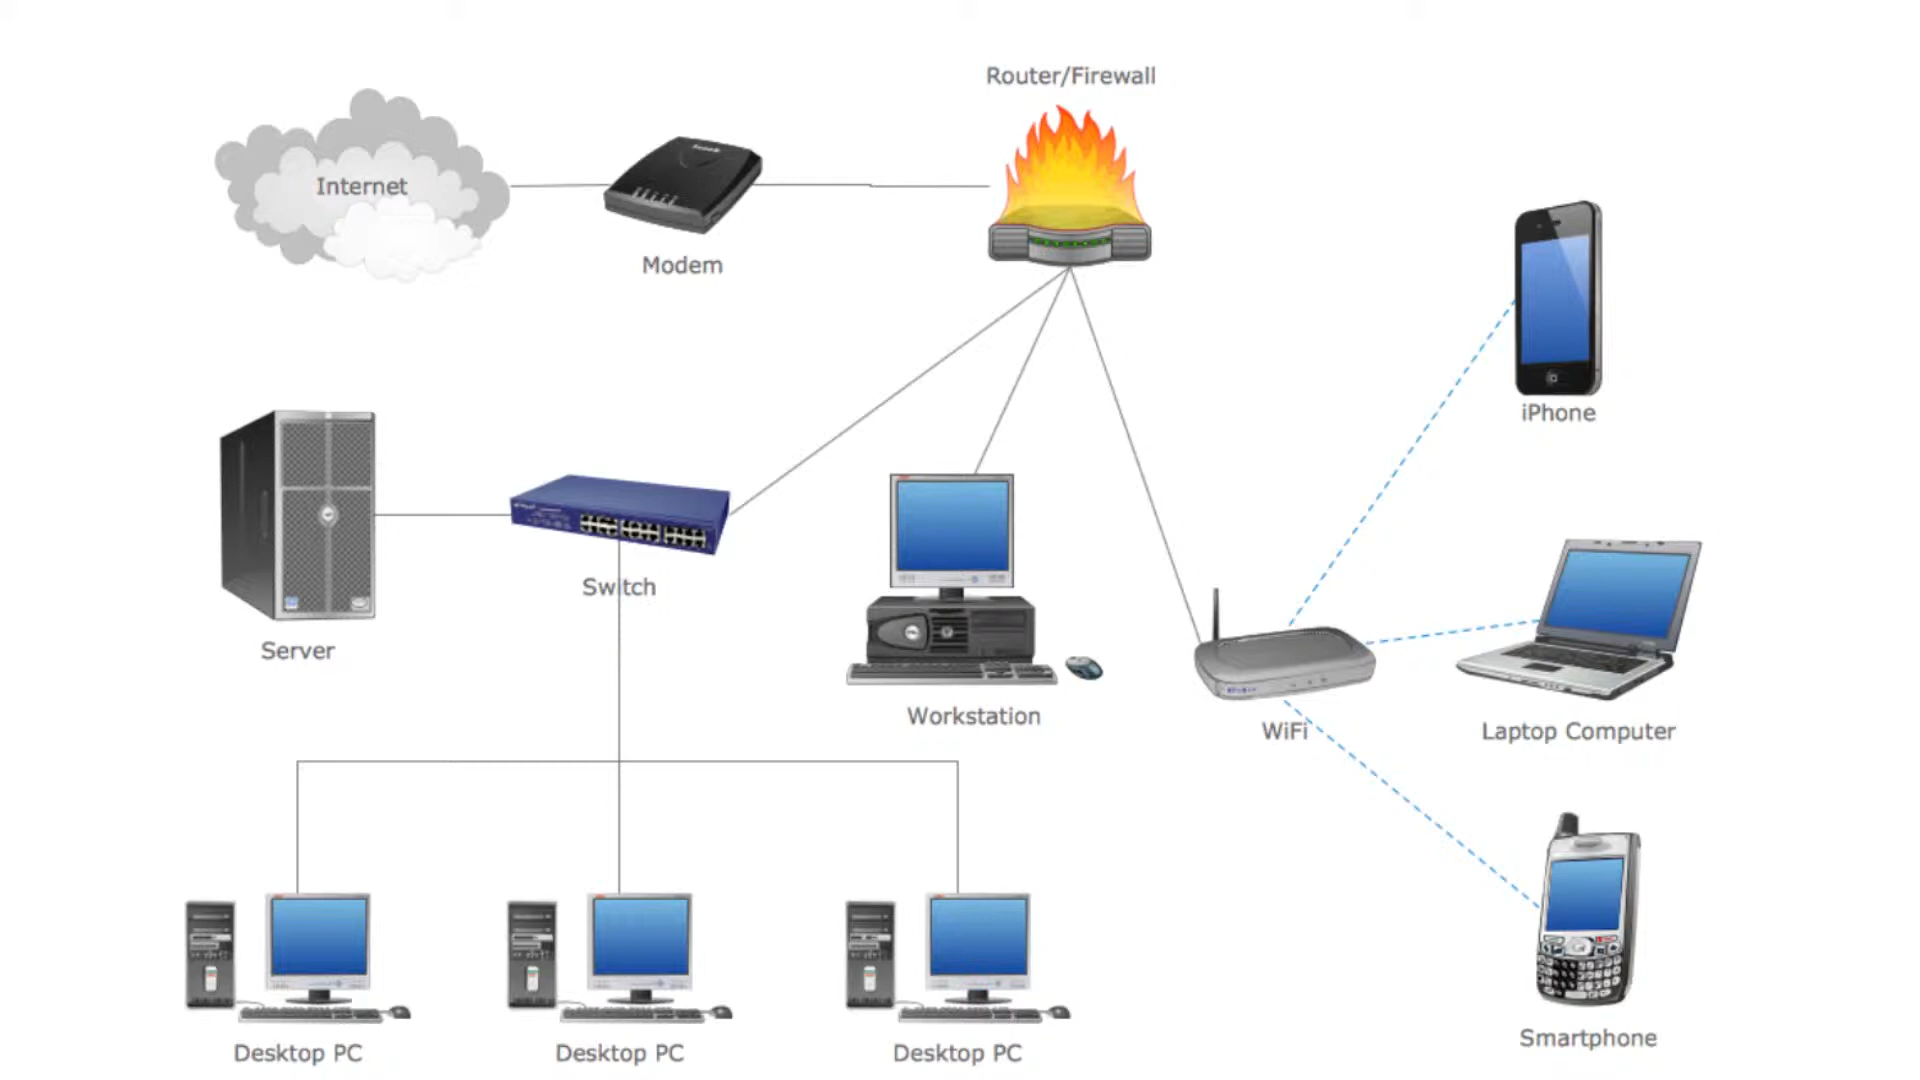 Router/Firewall
Internet
Modem
iPhone
Switch
Server
Workstation
WiFi
Laptop Computer
Desktop PC
Desktop PC
Desktop PC
Smartphone